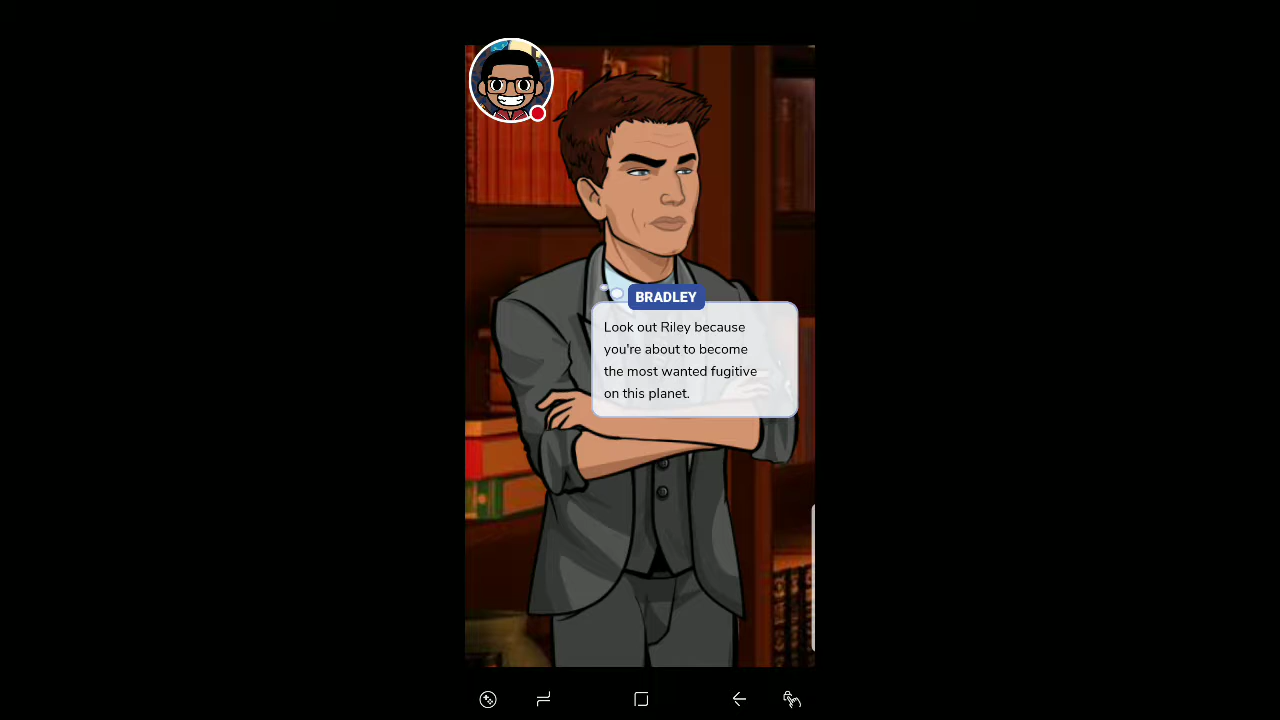 BRADLEY
Look out Riley because
you're about to become
the most wanted fugitive
on this planet.